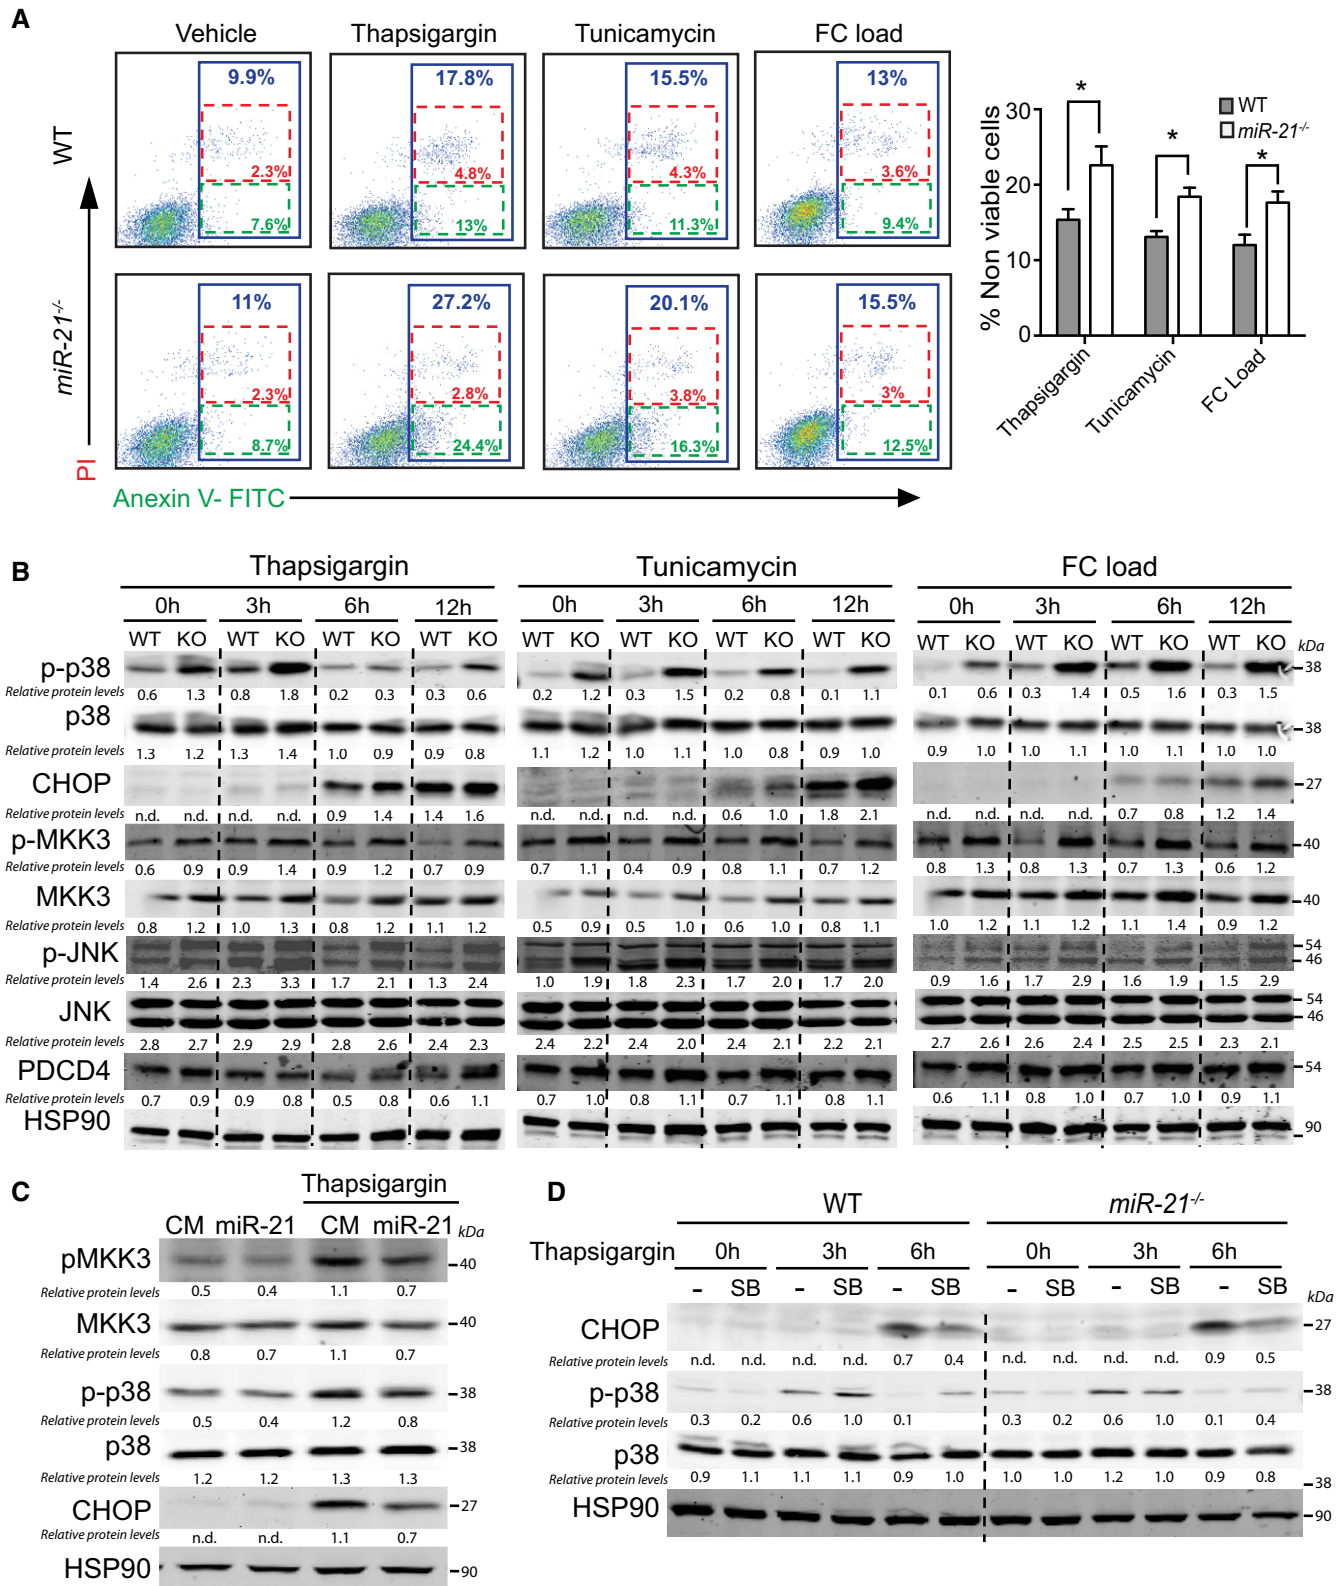 A
Vehicle Thapsigargin Tunicamycin FC load
WT
9.9% 17.8% 15.5% 13%
2.3% 4.8% 4.3% 3.6%
7.6% 13% 11.3% 9.4%
miR-21-/-
11% 27.2% 20.1% 15.5%
2.3% 2.8% 3.8% 3%
8.7% 24.4% 16.3% 12.5%
PI
Anexin V- FITC
% Non viable cells
30
20
10
0
* * *
WT
miR-21-/-
Thapsigargin Tunicamycin FC Load
B
Thapsigargin Tunicamycin FC load
0h 3h 6h 12h 0h 3h 6h 12h 0h 3h 6h 12h
WT KO WT KO WT KO WT KO WT KO WT KO WT KO WT KO WT KO WT KO WT KO WT KO kDa
p-p38 38
Relative protein levels 0.6 1.3 0.8 1.8 0.2 0.3 0.3 0.6 0.2 1.2 0.3 1.5 0.2 0.8 0.1 1.1 0.1 0.6 0.3 1.4 0.5 1.6 0.3 1.5
p38 38
Relative protein levels 1.3 1.2 1.3 1.4 1.0 0.9 0.9 0.8 1.1 1.2 1.0 1.1 1.0 0.8 0.9 1.0 0.9 1.0 1.0 1.1 1.0 1.1 1.0 1.0
CHOP 27
Relative protein levels n.d. n.d. n.d. n.d. 0.9 1.4 1.4 1.6 n.d. n.d. n.d. n.d. 0.6 1.0 1.8 2.1 n.d. n.d. n.d. n.d. 0.7 0.8 1.2 1.4
p-MKK3 40
Relative protein levels 0.6 0.9 0.9 1.4 0.9 1.2 0.7 0.9 0.7 1.1 0.4 0.9 0.8 1.1 0.7 1.2 0.8 1.3 0.8 1.3 0.7 1.3 0.6 1.2
MKK3 40
Relative protein levels 0.8 1.2 1.0 1.3 0.8 1.2 1.1 1.2 0.5 0.9 0.5 1.0 0.6 1.0 0.8 1.1 1.0 1.2 1.1 1.2 1.1 1.4 0.9 1.2
p-JNK 54
46
Relative protein levels 1.4 2.6 2.3 3.3 1.7 2.1 1.3 2.4 1.0 1.9 1.8 2.3 1.7 2.0 1.7 2.0 0.9 1.6 1.7 2.9 1.6 1.9 1.5 2.9
JNK 54
46
Relative protein levels 2.8 2.7 2.9 2.9 2.8 2.6 2.4 2.3 2.4 2.2 2.4 2.0 2.4 2.1 2.2 2.1 2.7 2.6 2.6 2.4 2.5 2.5 2.3 2.1
PDCD4 54
Relative protein levels 0.7 0.9 0.9 0.8 0.5 0.8 0.6 1.1 0.7 1.0 0.8 1.1 0.7 1.1 0.8 1.1 0.6 1.1 0.8 1.0 0.7 1.0 0.9 1.1
HSP90 90
C
Thapsigargin
CM miR-21 CM miR-21 kDa
pMKK3 40
Relative protein levels 0.5 0.4 1.1 0.7
MKK3 40
Relative protein levels 0.8 0.7 1.1 0.7
p-p38 38
Relative protein levels 0.5 0.4 1.2 0.8
p38 38
Relative protein levels 1.2 1.2 1.3 1.3
CHOP 27
Relative protein levels n.d. n.d. 1.1 0.7
HSP90 90
D
WT miR-21-/-
Thapsigargin 0h 3h 6h 0h 3h 6h
- SB - SB - SB - SB - SB - SB kDa
CHOP 27
Relative protein levels n.d. n.d. n.d. n.d. 0.7 0.4 n.d. n.d. n.d. n.d. 0.9 0.5
p-p38 38
Relative protein levels 0.3 0.2 0.6 1.0 0.1 0.3 0.2 0.6 1.0 0.1 0.4
p38
Relative protein levels 0.9 1.1 1.1 1.1 0.9 1.0 1.0 1.0 1.2 1.0 0.9 0.8 38
HSP90 90